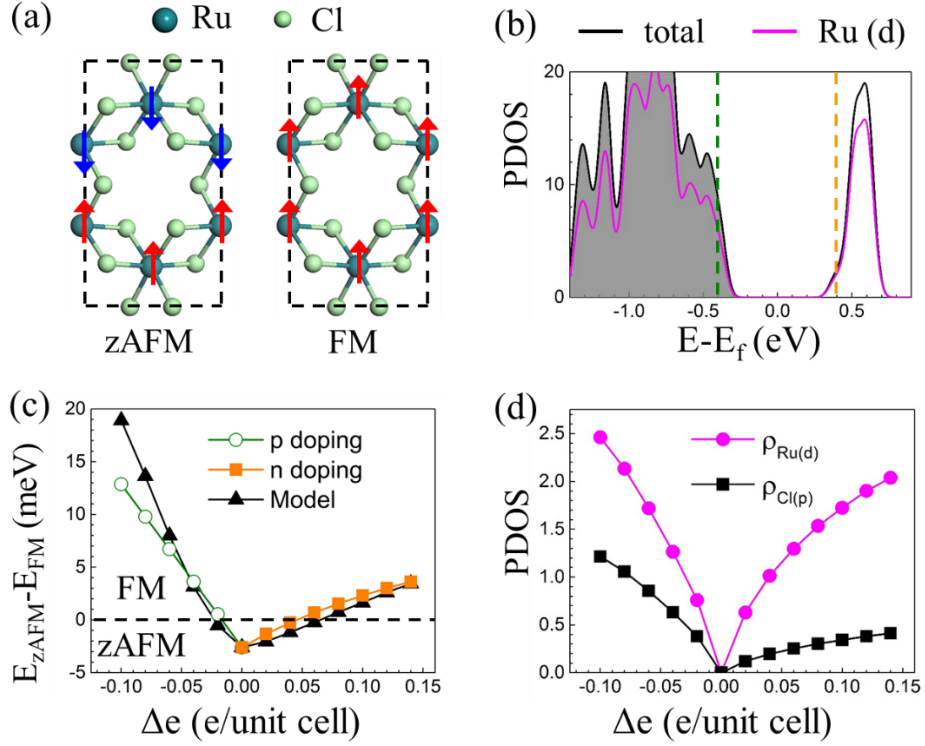 (a)
Ru
Cl
zAFM
FM
(b)
total
Ru (d)
PDOS
20
10
0
-1.0
-0.5
0.0
0.5
E-E_f (eV)
(c)
E_zAFM-E_FM (meV)
20
15
10
5
0
-5
p doping
n doping
Model
FM
zAFM
-0.10
-0.05
0.00
0.05
0.10
0.15
Δe (e/unit cell)
(d)
PDOS
2.5
2.0
1.5
1.0
0.5
0.0
ρ_Ru(d)
ρ_Cl(p)
-0.10
-0.05
0.00
0.05
0.10
0.15
Δe (e/unit cell)